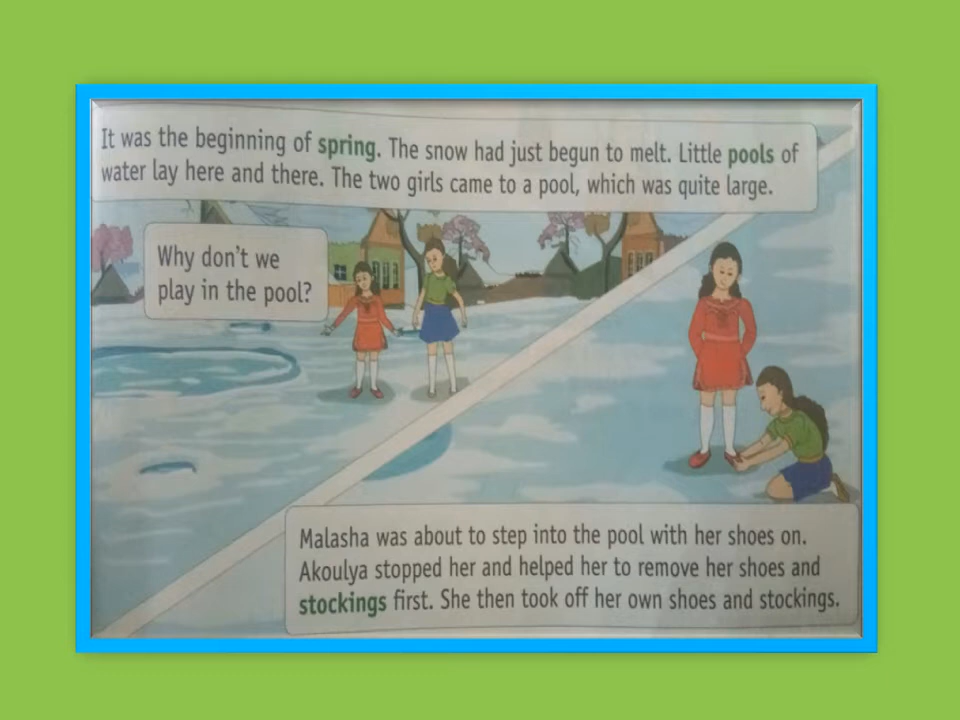 It was the beginning of spring. The snow had just begun to melt. Little pools of
water lay here and there. The two girls came to a pool, which was quite large.
Why don't we
play in the pool?
Malasha was about to step into the pool with her shoes on.
Akoulya stopped her and helped her to remove her shoes and
stockings first. She then took off her own shoes and stockings.